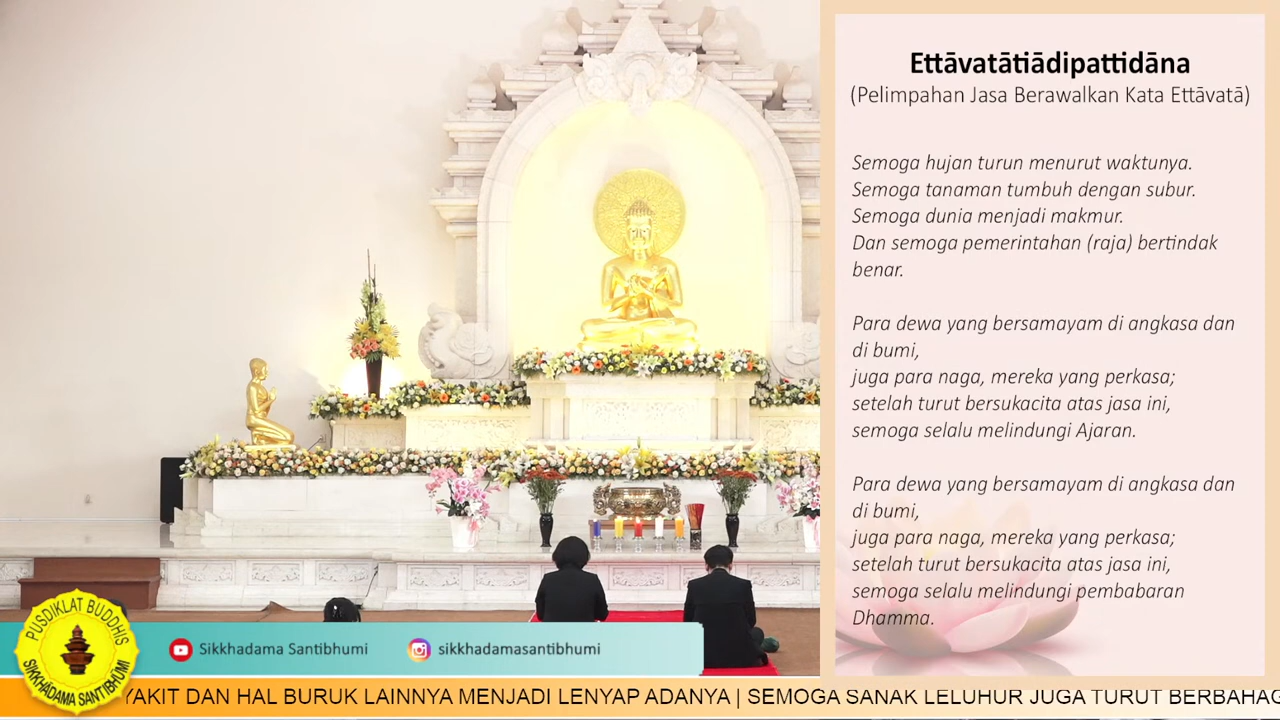 Ettāvatātiādipattidāna
(Pelimpahan Jasa Berawalkan Kata Ettāvatā)
Semoga hujan turun menurut waktunya.
Semoga tanaman tumbuh dengan subur.
Semoga dunia menjadi makmur.
Dan semoga pemerintahan (raja) bertindak
benar.
Para dewa yang bersamayam di angkasa dan
di bumi,
juga para naga, mereka yang perkasa;
setelah turut bersukacita atas jasa ini,
semoga selalu melindungi Ajaran.
Para dewa yang bersamayam di angkasa dan
di bumi,
juga para naga, mereka yang perkasa;
setelah turut bersukacita atas jasa ini,
semoga selalu melindungi pembabaran
Dhamma.
PUSDIKLAT BUDDHIS
SIKKHĀDAMA SANTIBHŪMI
Sikkhadama Santibhumi
sikkhadamasantibhumi
YAKIT DAN HAL BURUK LAINNYA MENJADI LENYAP ADANYA | SEMOGA SANAK LELUHUR JUGA TURUT BERBAHAG